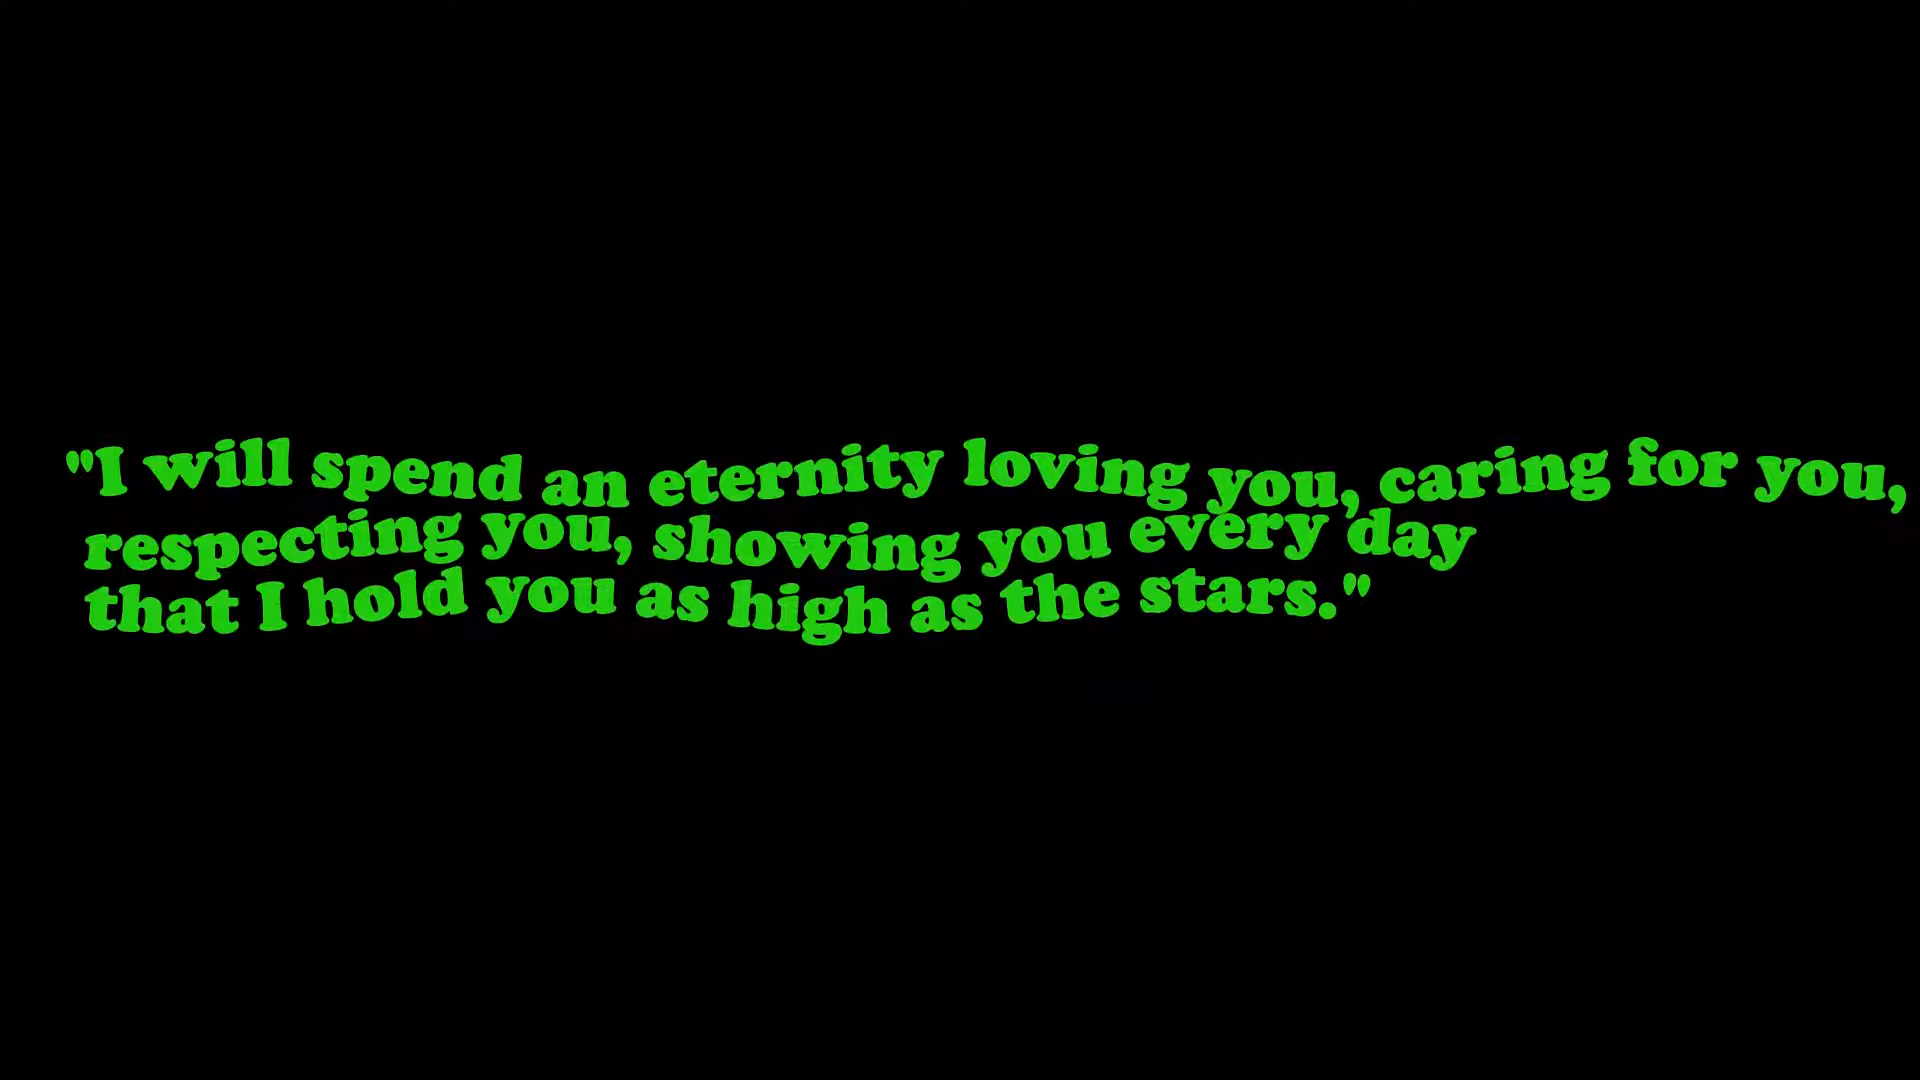 "I will spend an eternity loving you, caring for you,
respecting you, showing you every day
that I hold you as high as the stars."